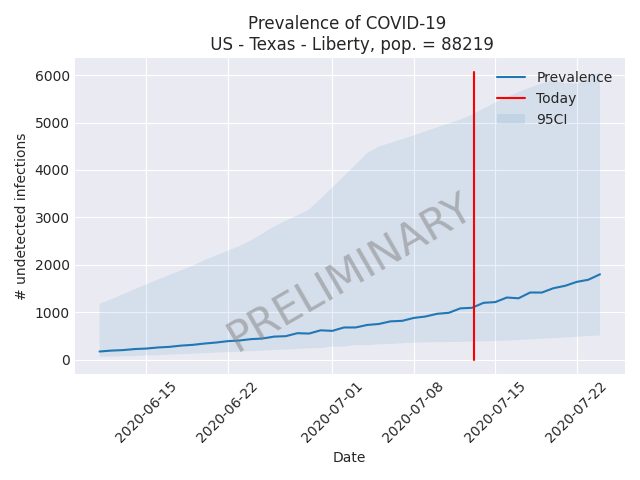 Prevalence of COVID-19
US - Texas - Liberty, pop. = 88219
Prevalence
Today
95CI
PRELIMINARY
# undetected infections
6000
5000
4000
3000
2000
1000
0
2020-06-15
2020-06-22
2020-07-01
2020-07-08
2020-07-15
2020-07-22
Date